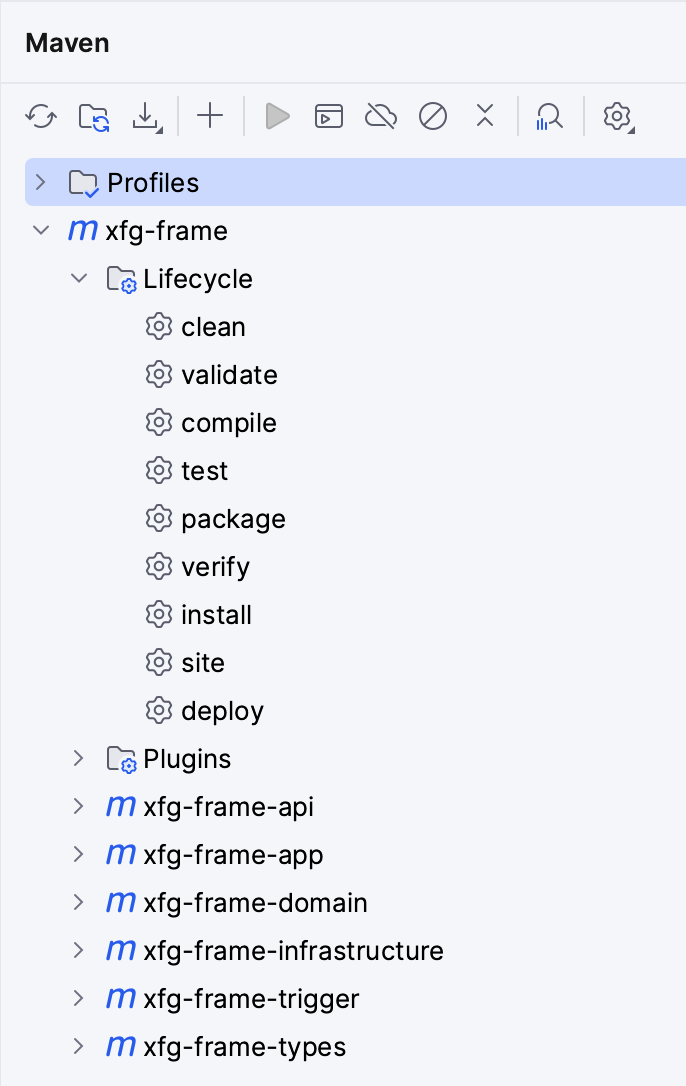 Maven
Profiles
m xfg-frame
Lifecycle
clean
validate
compile
test
package
verify
install
site
deploy
Plugins
m xfg-frame-api
m xfg-frame-app
m xfg-frame-domain
m xfg-frame-infrastructure
m xfg-frame-trigger
m xfg-frame-types